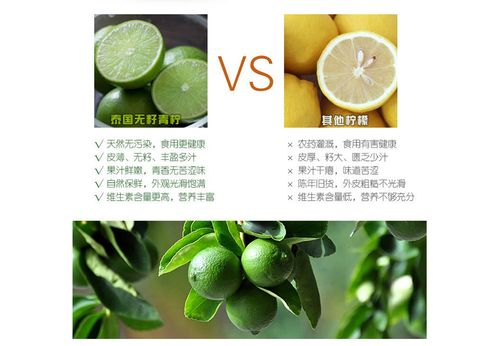 VS
泰国无籽青柠
其他柠檬
√ 天然无污染，食用更健康
√ 皮薄、无籽、丰盈多汁
√ 果汁鲜嫩，青香无苦涩味
√ 自然保鲜，外观光滑饱满
√ 维生素含量更高，营养丰富
× 农药灌溉，食用有害健康
× 皮厚、籽大、匮乏少汁
× 果汁干瘪，味道苦涩
× 陈年旧货，外皮粗糙不光滑
× 维生素含量低，营养不够充分